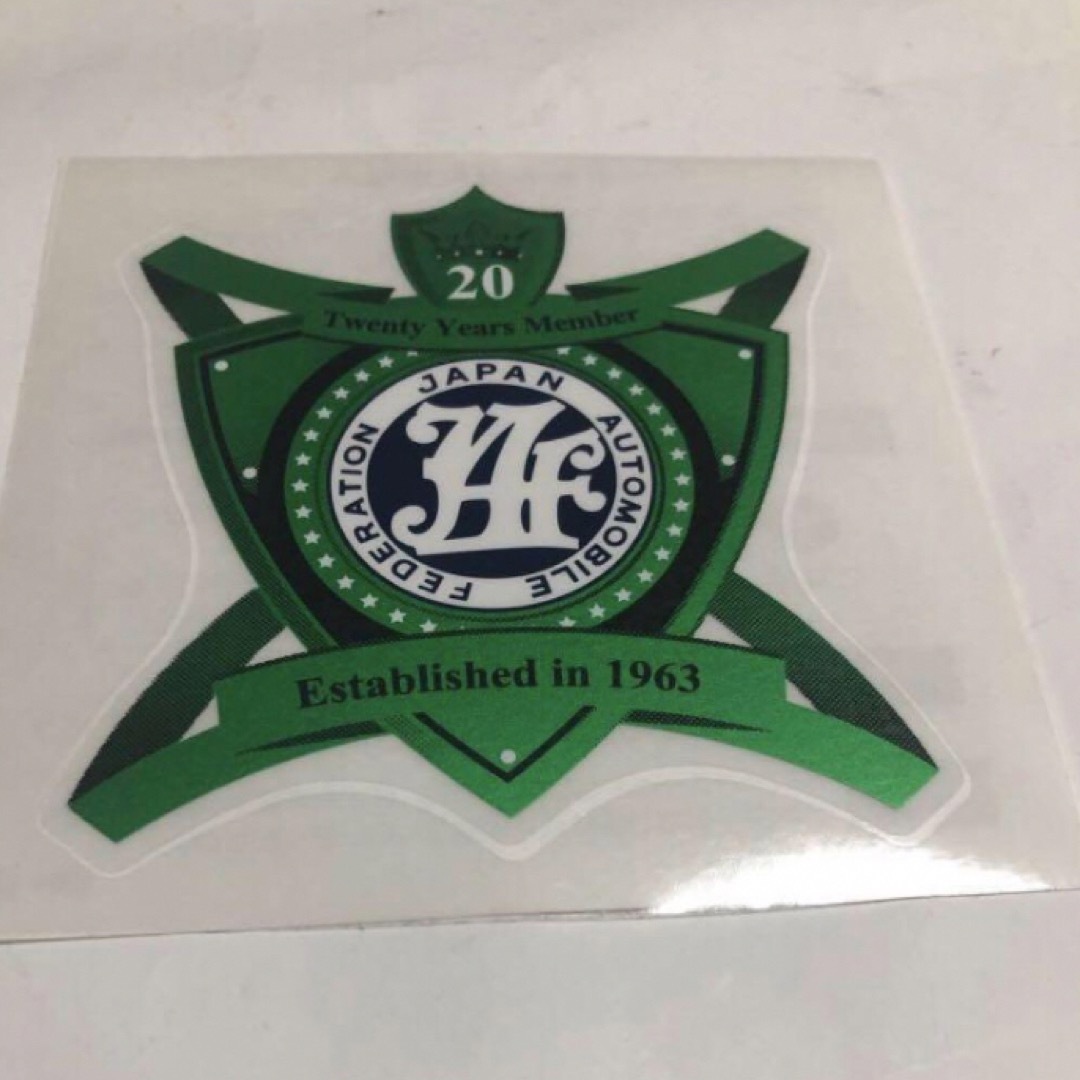 20
Twenty Years Member
JAPAN AUTOMOBILE FEDERATION
JAF
Established in 1963